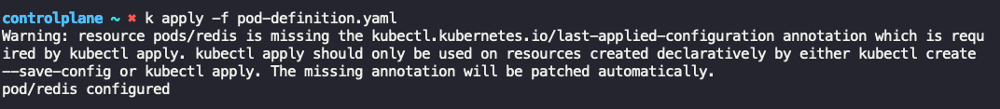 controlplane ~ ✖ k apply -f pod-definition.yaml
Warning: resource pods/redis is missing the kubectl.kubernetes.io/last-applied-configuration annotation which is requ
ired by kubectl apply. kubectl apply should only be used on resources created declaratively by either kubectl create
--save-config or kubectl apply. The missing annotation will be patched automatically.
pod/redis configured